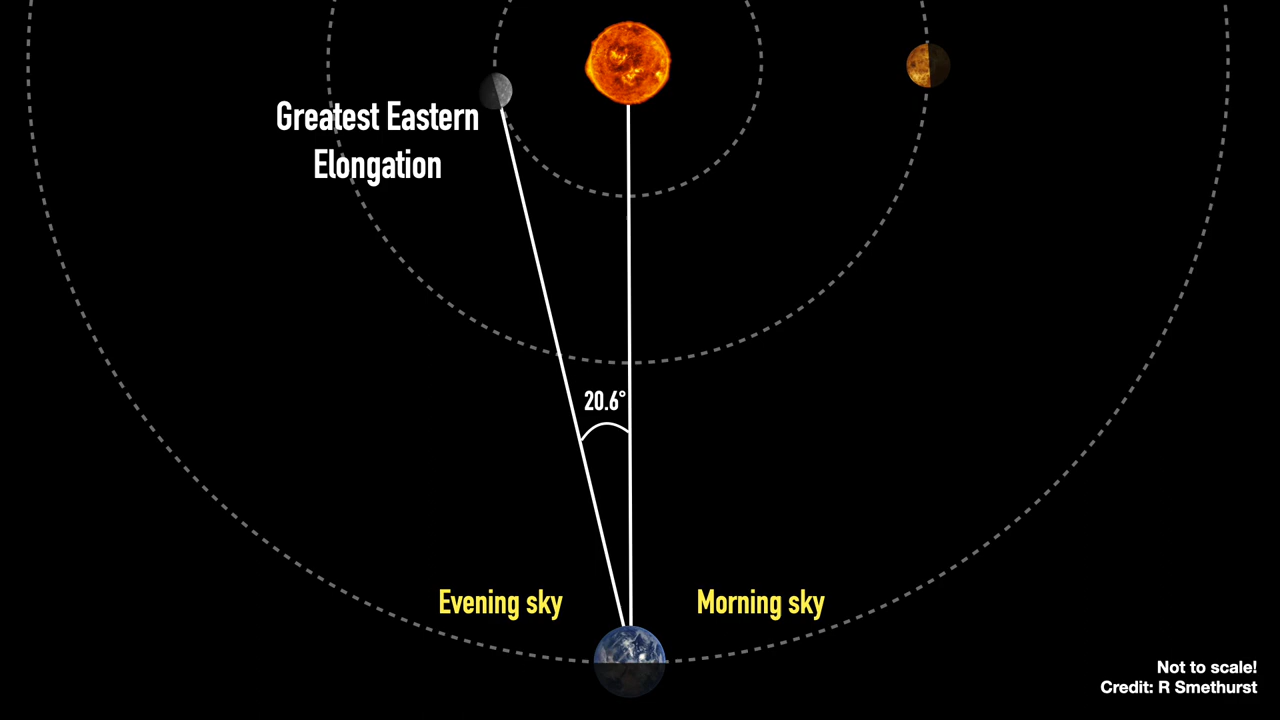 Greatest Eastern
Elongation
20.6°
Evening sky
Morning sky
Not to scale!
Credit: R Smethurst